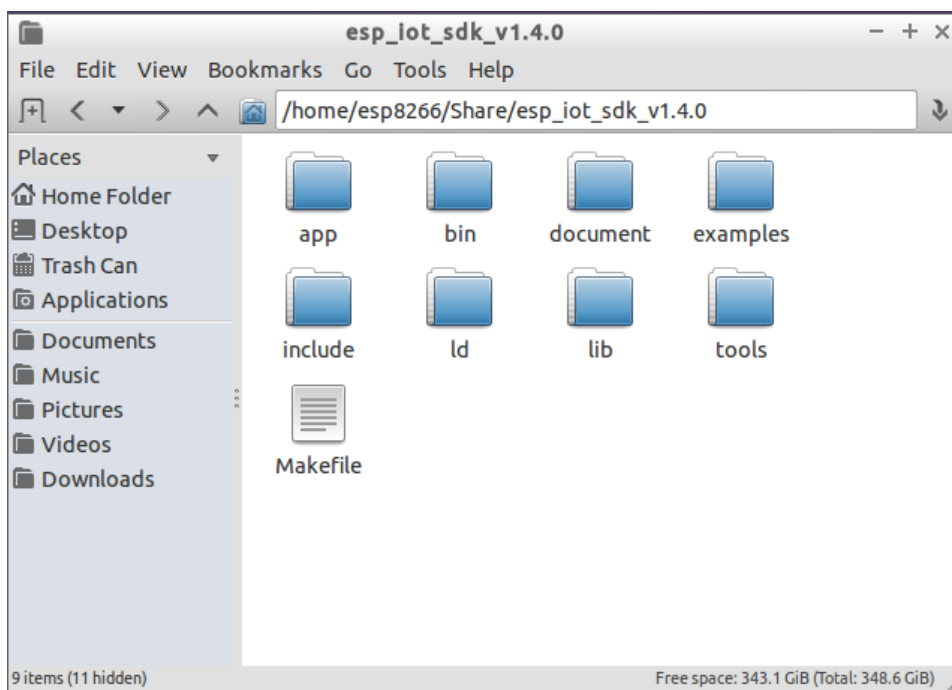 esp_iot_sdk_v1.4.0
File Edit View Bookmarks Go Tools Help
/home/esp8266/Share/esp_iot_sdk_v1.4.0
Places
Home Folder
Desktop
Trash Can
Applications
Documents
Music
Pictures
Videos
Downloads
app bin document examples
include ld lib tools
Makefile
9 items (11 hidden) Free space: 343.1 GiB (Total: 348.6 GiB)